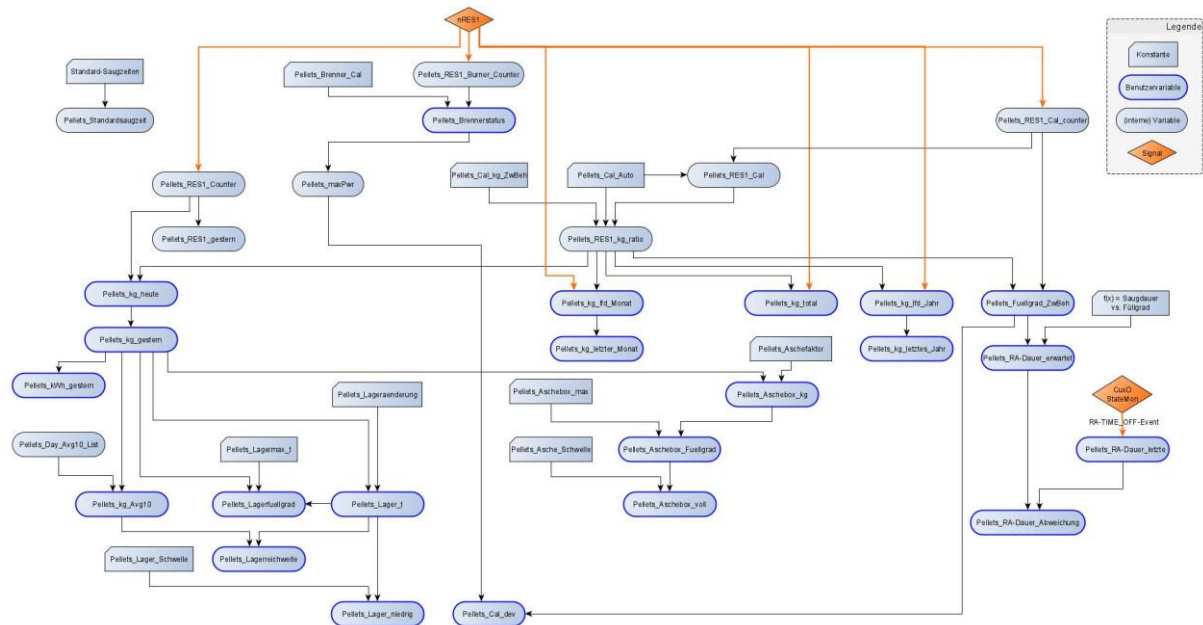 nRES1
Legende
Konstante
Benutzervariable
(interne) Variable
Signal
Standard-Saugzeiten
Pellets_Standardsaugzeit
Pellets_Brenner_Cal
Pellets_RES1_Burner_Counter
Pellets_Brennerstatus
Pellets_RES1_Cal_counter
Pellets_RES1_Counter
Pellets_maxPwr
Pellets_Cal_kg_ZwBeh
Pellets_Cal_Auto
Pellets_RES1_Cal
Pellets_RES1_gestern
Pellets_RES1_kg_ratio
Pellets_kg_heute
Pellets_kg_lfd_Monat
Pellets_kg_total
Pellets_kg_lfd_Jahr
Pellets_Fuellgrad_ZwBeh
f(x) = Saugdauer
vs. Füllgrad
Pellets_kg_gestern
Pellets_kg_letzter_Monat
Pellets_kg_letztes_Jahr
Pellets_RA-Dauer_erwartet
Pellets_Aschefaktor
Pellets_kWh_gestern
Pellets_Lageraenderung
Pellets_Aschebox_max
Pellets_Aschebox_kg
CuxD
StateMon
RA-TIME_OFF-Event
Pellets_Day_Avg10_List
Pellets_Lagermax_t
Pellets_Asche_Schwelle
Pellets_Aschebox_Fuellgrad
Pellets_RA-Dauer_letzte
Pellets_kg_Avg10
Pellets_Lagerfuellgrad
Pellets_Lager_t
Pellets_Aschebox_voll
Pellets_RA-Dauer_Abweichung
Pellets_Lager_Schwelle
Pellets_Lagerreichweite
Pellets_Lager_niedrig
Pellets_Cal_dev